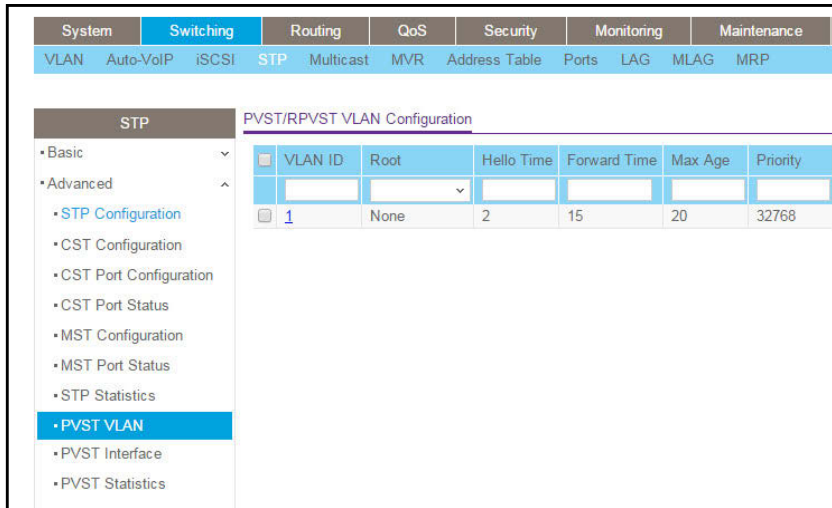 System Switching Routing QoS Security Monitoring Maintenance
VLAN Auto-VoIP iSCSI STP Multicast MVR Address Table Ports LAG MLAG MRP
STP
Basic
Advanced
STP Configuration
CST Configuration
CST Port Configuration
CST Port Status
MST Configuration
MST Port Status
STP Statistics
PVST VLAN
PVST Interface
PVST Statistics
PVST/RPVST VLAN Configuration
VLAN ID Root Hello Time Forward Time Max Age Priority
1 None 2 15 20 32768